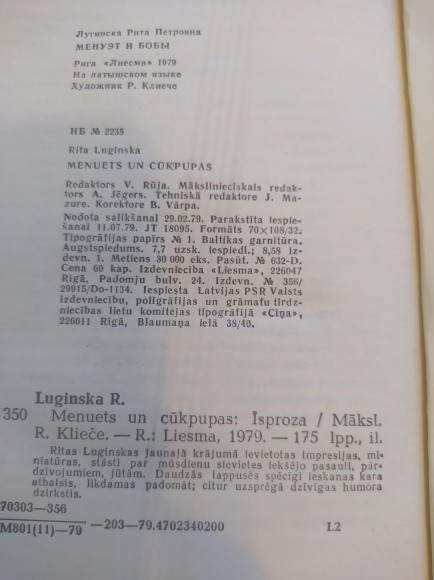 Лугинска Рита Петровна
МЕНУЭТ И БОБЫ
Рига «Лиесма» 1979
На латышском языке
Художник Р. Клиече
НБ № 2235
Rita Luginska
MENUETS UN CŪKPUPAS
Redaktors V. Rūja. Mākslinieciskais redak-
tors A. Jēgers. Tehniskā redaktore J. Ma-
zure. Korektore B. Vārpa.
Nodota salikšanai 29.02.79. Parakstīta iespie-
šanai 11.07.79. JT 18095. Formāts 70×108/32.
Tipogrāfijas papīrs № 1. Baltikas garnitūra.
Augstspiedums. 7,7 uzsk. iespiedl.; 8,58 iz-
devn. l. Metiens 30 000 eks. Pasūt. № 632-D.
Cena 60 kap. Izdevniecība «Liesma», 226047
Rīgā, Padomju bulv. 24. Izdevn. № 356/
29915/Do-1134. Iespiesta Latvijas PSR Valsts
izdevniecību, poligrāfijas un grāmatu tirdz-
niecības lietu komitejas tipogrāfijā «Cīņa»,
226011 Rīgā, Blaumaņa ielā 38/40.
Luginska R.
350 Menuets un cūkpupas: Īsproza / Māksl.
R. Klieče. — R.: Liesma, 1979. — 175 lpp., il.
Ritas Luginskas jaunajā krājumā ievietotas impresijas, mi-
niatūras, stāsti par mūsdienu sievietes iekšējo pasauli, pār-
dzīvojumiem, jūtām. Daudzās lappusēs spēcīgi ieskanas kara
atbalsis, likdamas padomāt; citur uzsprēgā dzīvīgas humora
dzirkstis.
70303—356
M801(11)—79 —203—79.4702340200 L2